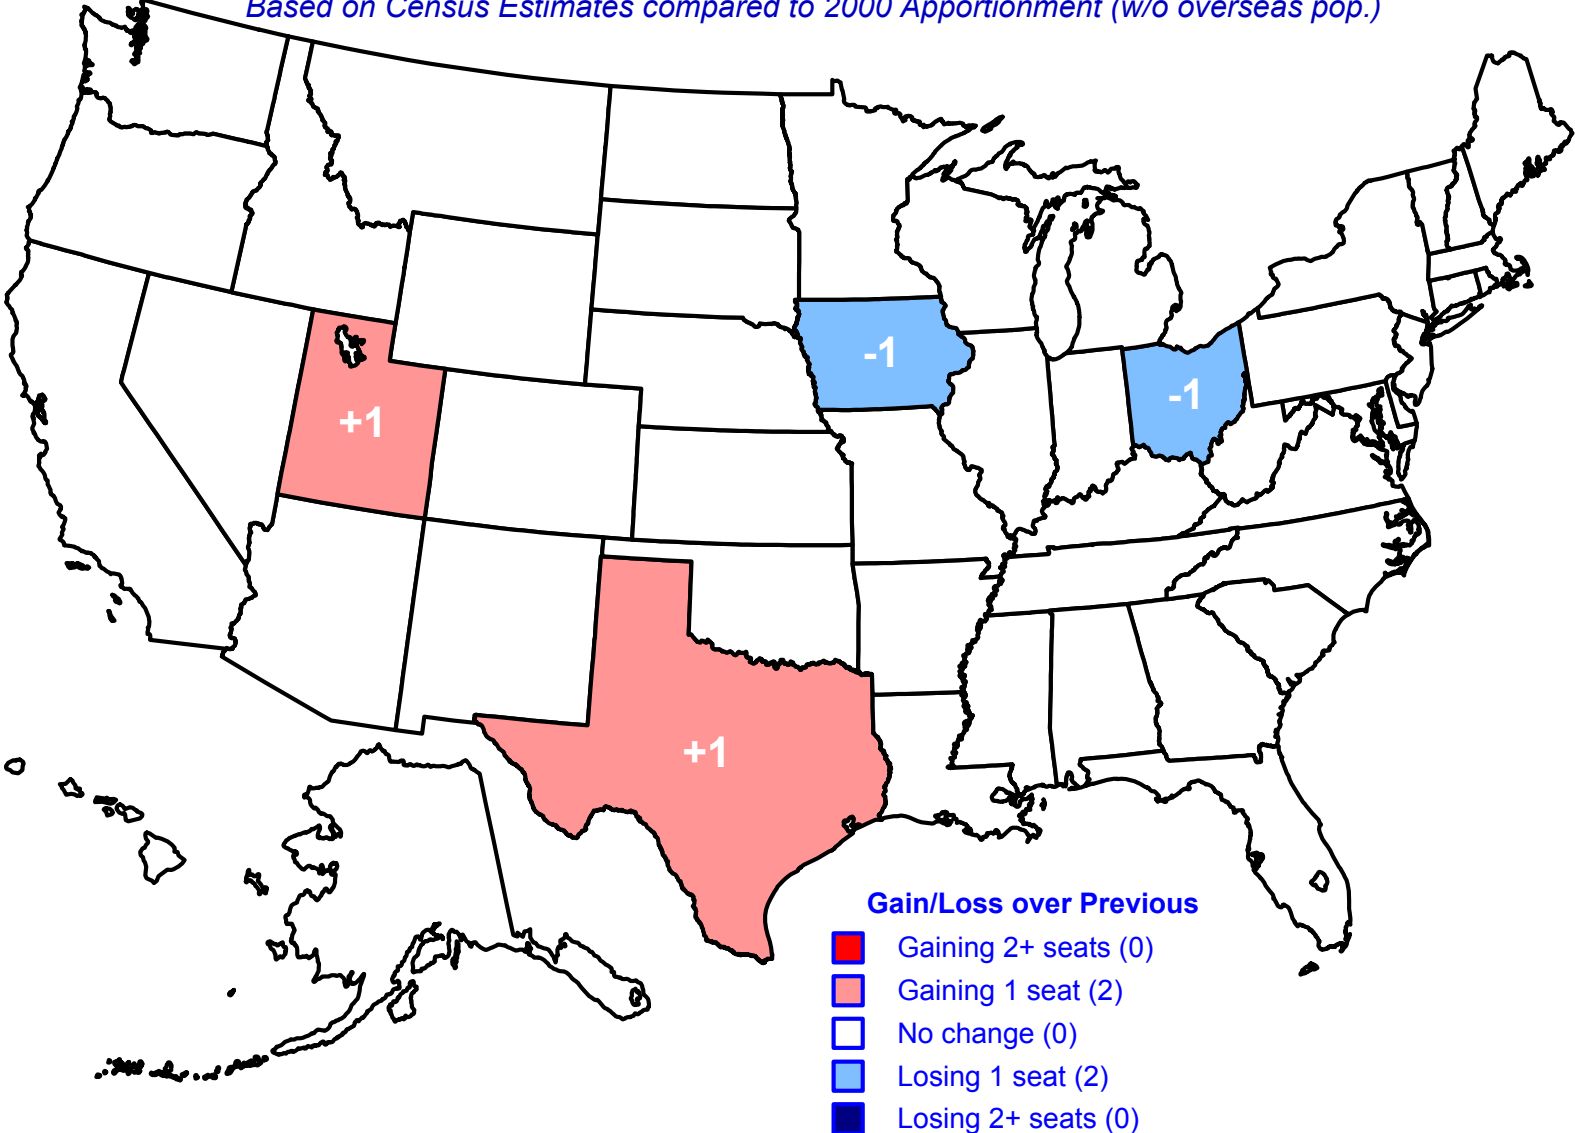 Based on Census Estimates compared to 2000 Apportionment (w/o overseas pop.)
-1
-1
+1
+1
Gain/Loss over Previous
Gaining 2+ seats (0)
Gaining 1 seat (2)
No change (0)
Losing 1 seat (2)
Losing 2+ seats (0)